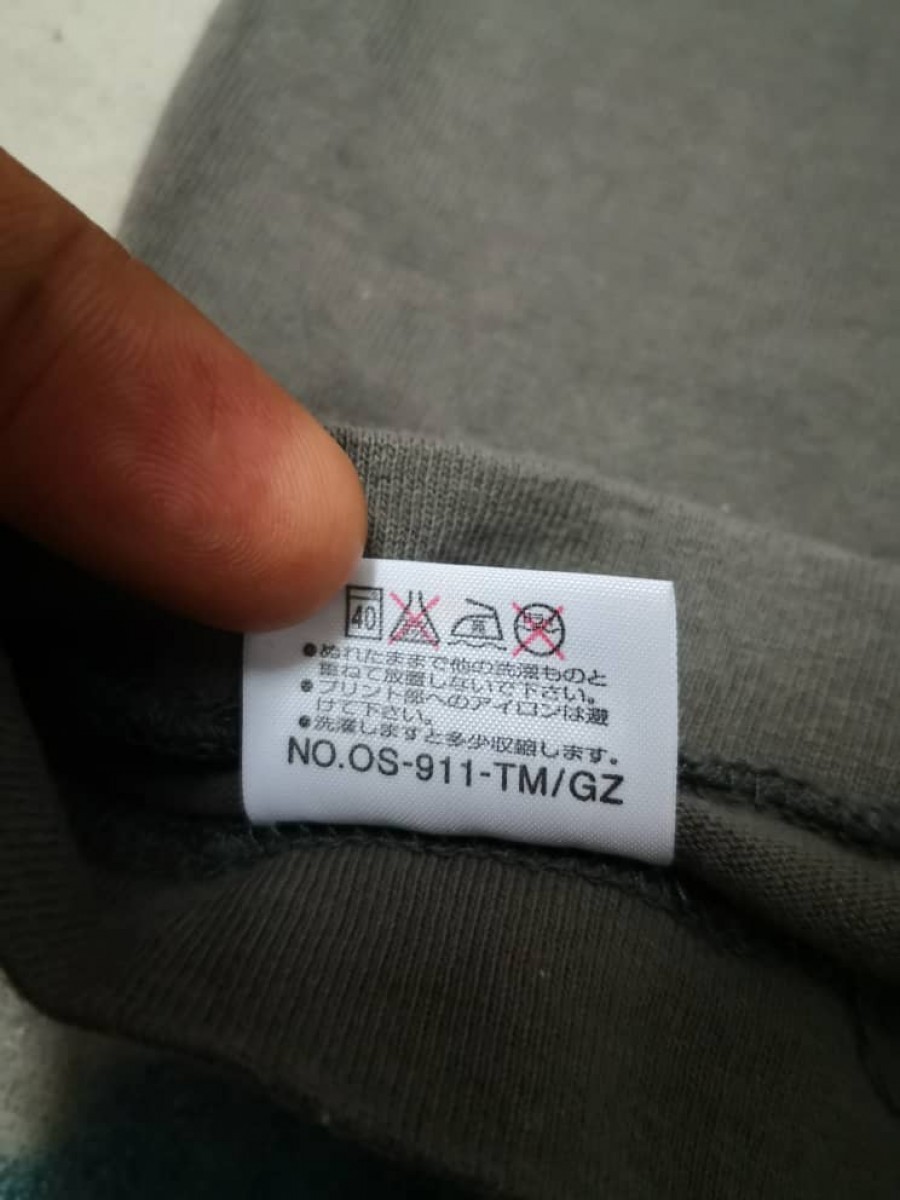 40
●ぬれたままで他の洗濯ものと
重ねて放置しないで下さい。
●プリント部へのアイロンは避
けて下さい。
●洗濯しますと多少収縮します。
NO.OS-911-TM/GZ